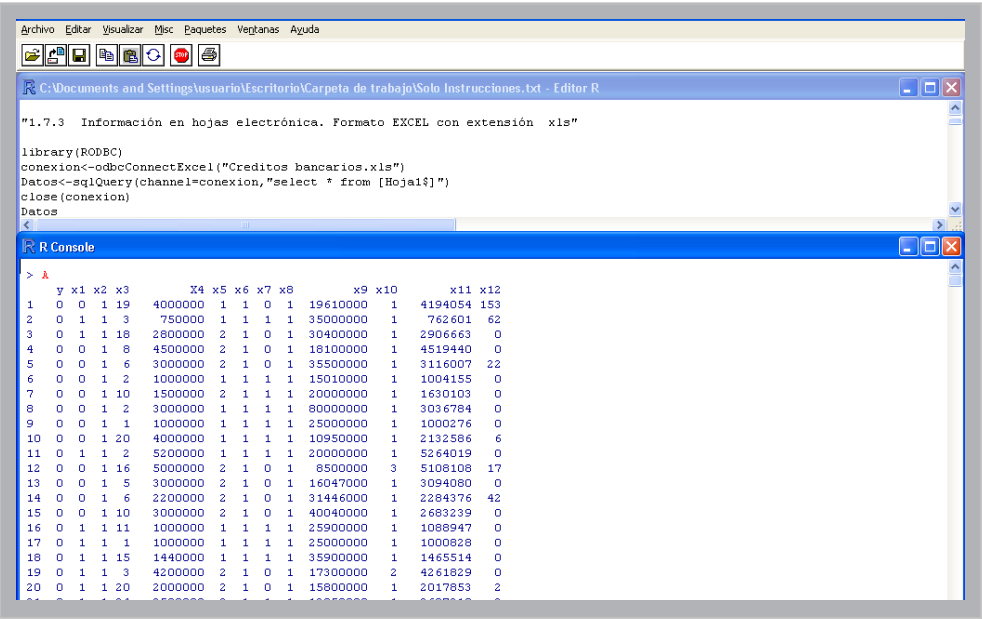 Archivo Editar Visualizar Misc Paquetes Ventanas Ayuda
STOP
C:\Documents and Settings\usuario\Escritorio\Carpeta de trabajo\Solo Instrucciones.txt - Editor R
"1.7.3 Información en hojas electrónica. Formato EXCEL con extensión xls"
library(RODBC)
conexion<-odbcConnectExcel("Creditos bancarios.xls")
Datos<-sqlQuery(channel=conexion,"select * from [Hoja1$]")
close(conexion)
Datos
R Console
> A
y x1 x2 x3 X4 x5 x6 x7 x8 x9 x10 x11 x12
1 0 0 1 19 4000000 1 1 0 1 19610000 1 4194054 153
2 0 1 1 3 750000 1 1 1 1 35000000 1 762601 62
3 0 1 1 18 2800000 2 1 0 1 30400000 1 2906663 0
4 0 0 1 8 4500000 2 1 0 1 18100000 1 4519440 0
5 0 0 1 6 3000000 2 1 0 1 35500000 1 3116007 22
6 0 0 1 2 1000000 1 1 1 1 15010000 1 1004155 0
7 0 0 1 10 1500000 2 1 1 1 20000000 1 1630103 0
8 0 0 1 2 3000000 1 1 1 1 80000000 1 3036784 0
9 0 0 1 1 1000000 1 1 1 1 25000000 1 1000276 0
10 0 0 1 20 4000000 1 1 1 1 10950000 1 2132586 6
11 0 1 1 2 5200000 1 1 1 1 20000000 1 5264019 0
12 0 0 1 16 5000000 2 1 0 1 8500000 3 5108108 17
13 0 0 1 5 3000000 2 1 0 1 16047000 1 3094080 0
14 0 0 1 6 2200000 2 1 0 1 31446000 1 2284376 42
15 0 0 1 10 3000000 2 1 0 1 40040000 1 2683239 0
16 0 1 1 11 1000000 1 1 1 1 25900000 1 1088947 0
17 0 1 1 1 1000000 1 1 1 1 25000000 1 1000828 0
18 0 1 1 15 1440000 1 1 1 1 35900000 1 1465514 0
19 0 1 1 3 4200000 2 1 0 1 17300000 2 4261829 0
20 0 1 1 20 2000000 2 1 0 1 15800000 1 2017853 2